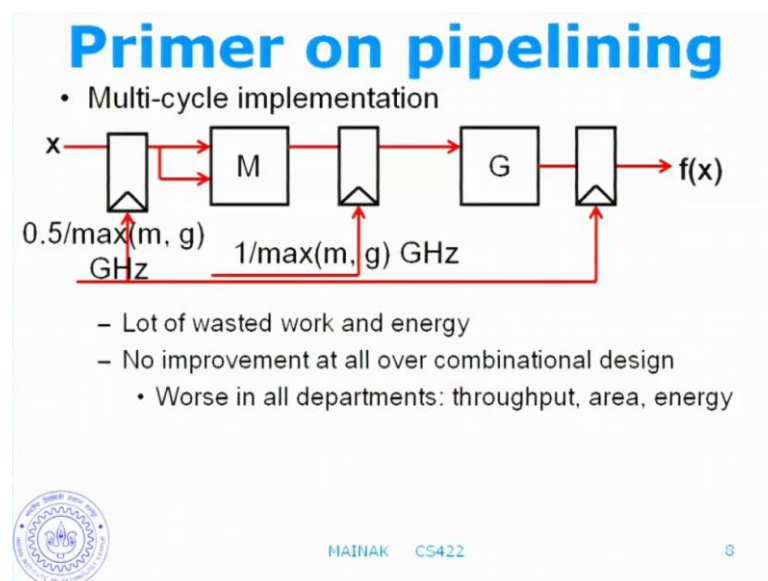 Primer on pipelining
• Multi-cycle implementation
x
M
G
f(x)
0.5/max(m, g)
GHz
1/max(m, g) GHz
– Lot of wasted work and energy
– No improvement at all over combinational design
• Worse in all departments: throughput, area, energy
MAINAK CS422
8